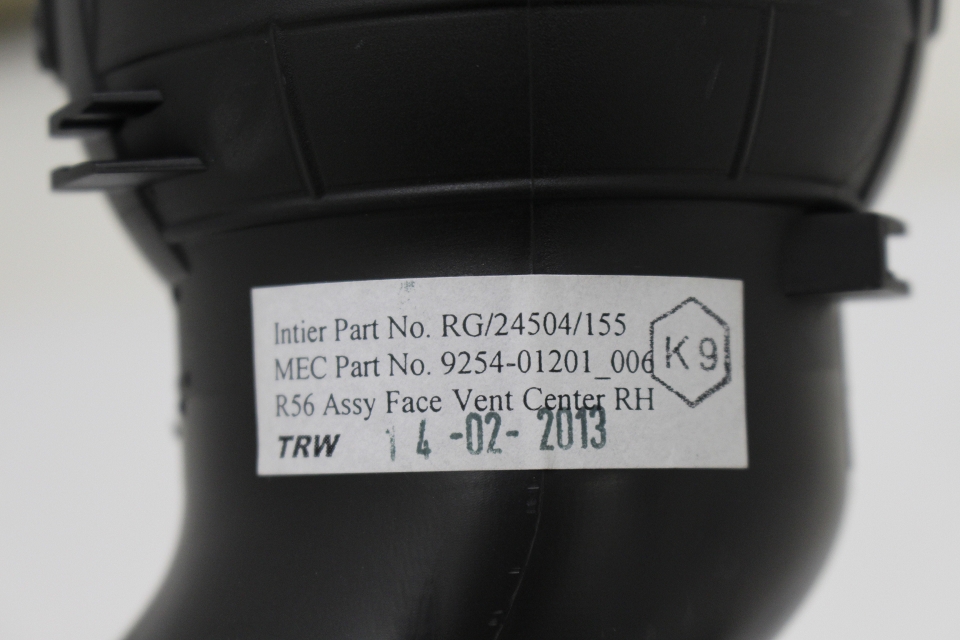 Intier Part No. RG/24504/155
MEC Part No. 9254-01201_006
K9
R56 Assy Face Vent Center RH
TRW 14-02-2013